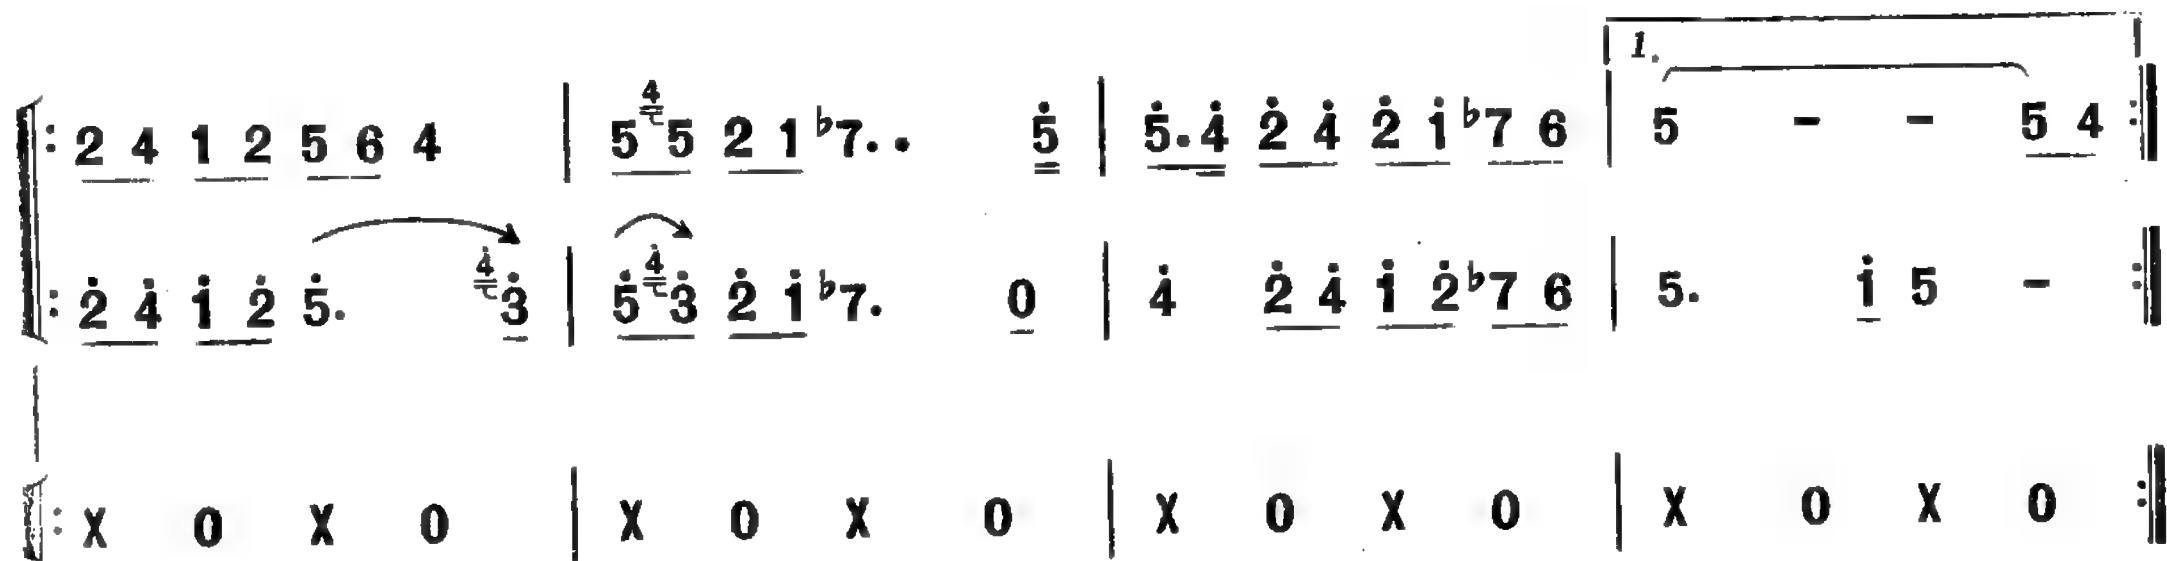 1.
2 4 1 2 5 6 4 | 5 4 5 2 1 ♭7.. 5̇ | 5̇.4̇ 2̇ 4̇ 2̇ 1̇ ♭7 6 | 5 - - 5 4
2̇ 4̇ 1̇ 2̇ 5̇. 4̇ 3̇ | 5̇ 4̇ 3̇ 2̇ 1̇ ♭7. 0 | 4̇ 2̇ 4̇ 1̇ 2̇ ♭7 6 | 5. 1̇ 5 -
X 0 X 0 | X 0 X 0 | X 0 X 0 | X 0 X 0